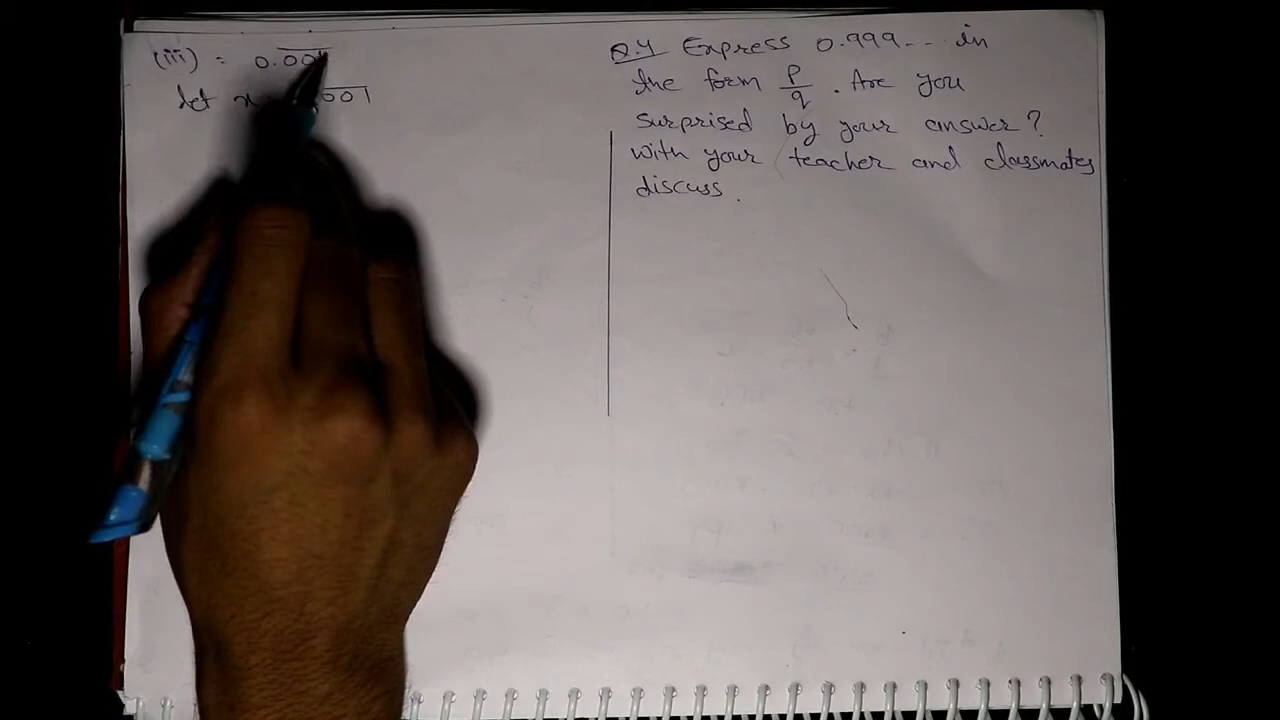 (iii) = 0.00
Let x 001
Q.4 Express 0.999... in
the form p/q. Are you
surprised by your answer?
with your teacher and classmates
discuss.